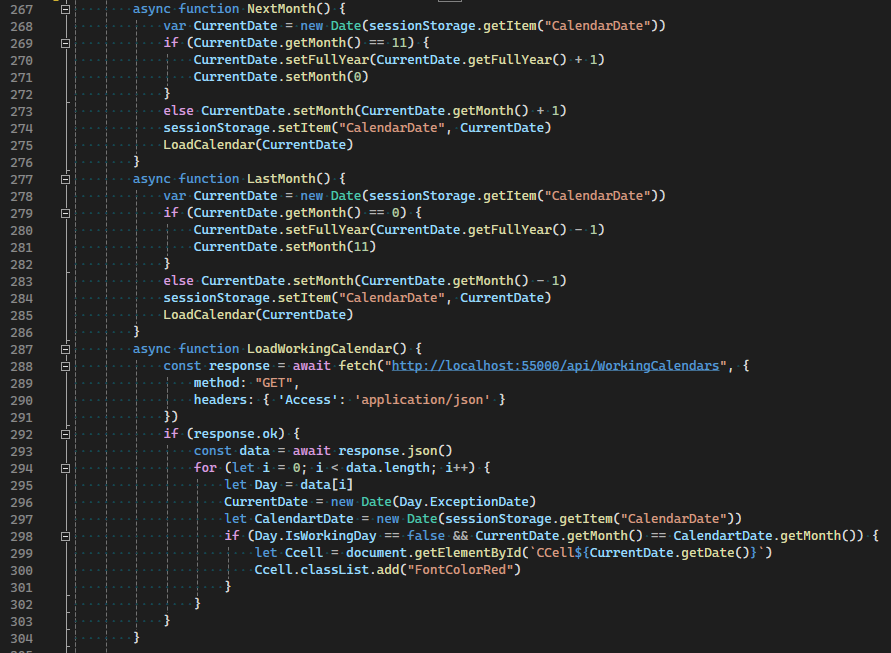 267 async function NextMonth() {
268 var CurrentDate = new Date(sessionStorage.getItem("CalendarDate"))
269 if (CurrentDate.getMonth() == 11) {
270 CurrentDate.setFullYear(CurrentDate.getFullYear() + 1)
271 CurrentDate.setMonth(0)
272 }
273 else CurrentDate.setMonth(CurrentDate.getMonth() + 1)
274 sessionStorage.setItem("CalendarDate", CurrentDate)
275 LoadCalendar(CurrentDate)
276 }
277 async function LastMonth() {
278 var CurrentDate = new Date(sessionStorage.getItem("CalendarDate"))
279 if (CurrentDate.getMonth() == 0) {
280 CurrentDate.setFullYear(CurrentDate.getFullYear() - 1)
281 CurrentDate.setMonth(11)
282 }
283 else CurrentDate.setMonth(CurrentDate.getMonth() - 1)
284 sessionStorage.setItem("CalendarDate", CurrentDate)
285 LoadCalendar(CurrentDate)
286 }
287 async function LoadWorkingCalendar() {
288 const response = await fetch("http://localhost:55000/api/WorkingCalendars", {
289 method: "GET",
290 headers: { 'Access': 'application/json' }
291 })
292 if (response.ok) {
293 const data = await response.json()
294 for (let i = 0; i < data.length; i++) {
295 let Day = data[i]
296 CurrentDate = new Date(Day.ExceptionDate)
297 let CalendartDate = new Date(sessionStorage.getItem("CalendarDate"))
298 if (Day.IsWorkingDay == false && CurrentDate.getMonth() == CalendartDate.getMonth()) {
299 let Ccell = document.getElementById(`CCell${CurrentDate.getDate()}`)
300 Ccell.classList.add("FontColorRed")
301 }
302 }
303 }
304 }